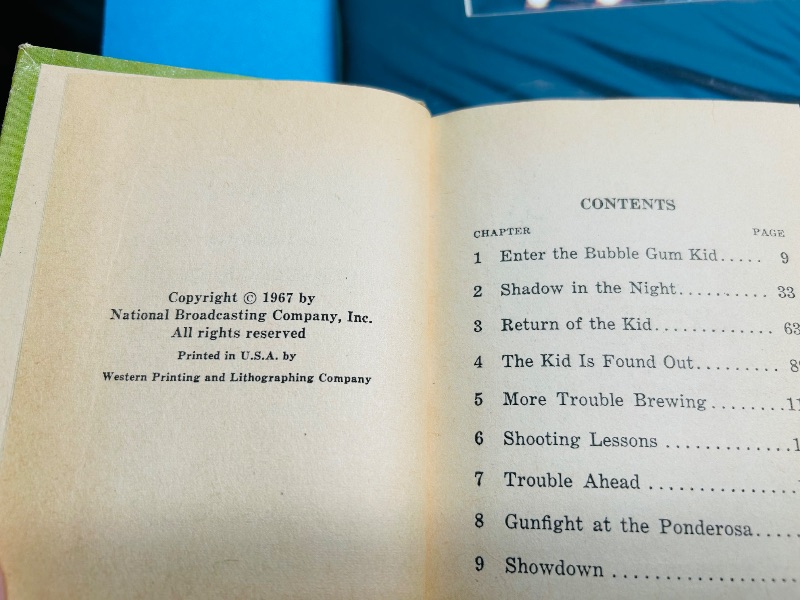 Copyright © 1967 by
National Broadcasting Company, Inc.
All rights reserved
Printed in U.S.A. by
Western Printing and Lithographing Company
CONTENTS
CHAPTER PAGE
1 Enter the Bubble Gum Kid..... 9
2 Shadow in the Night.......... 33
3 Return of the Kid............. 63
4 The Kid Is Found Out.........
5 More Trouble Brewing........
6 Shooting Lessons .............
7 Trouble Ahead ...............
8 Gunfight at the Ponderosa.....
9 Showdown ...................